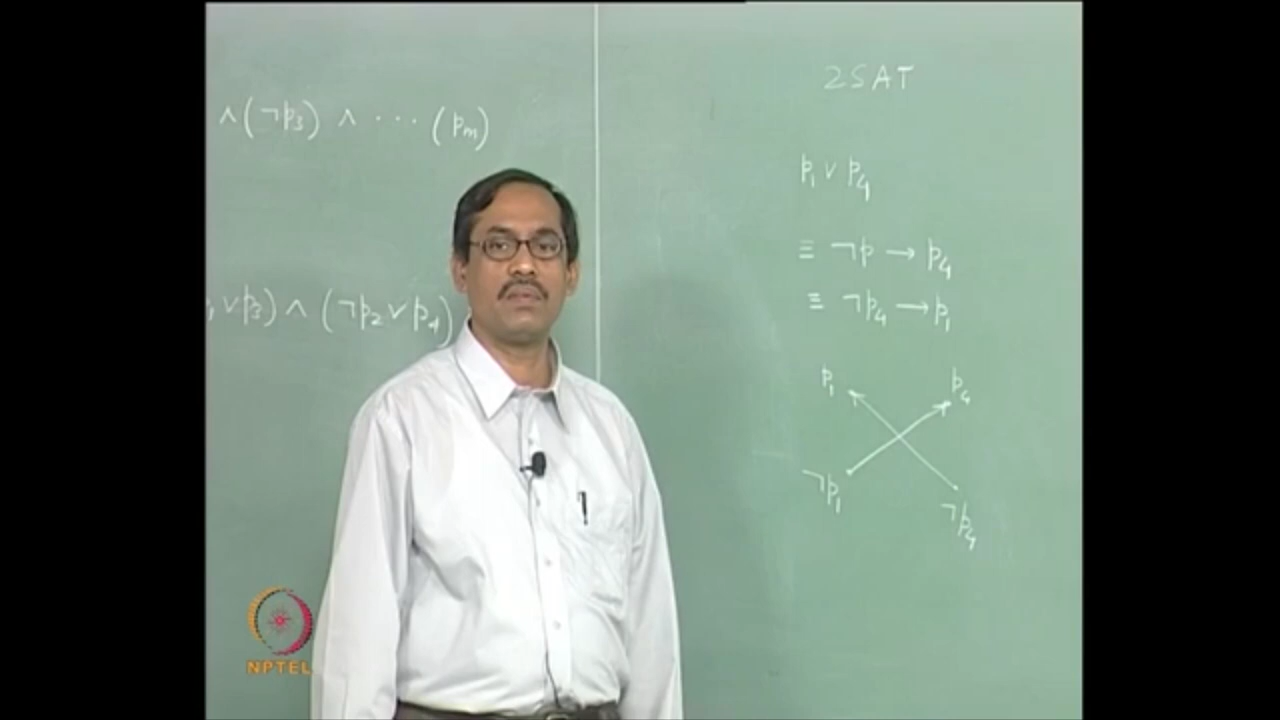 ∧(¬p₃) ∧ ··· (pₘ)
∨p₃) ∧ (¬p₂∨p₄)
2SAT
p₁ ∨ p₄
≡ ¬p → p₄
≡ ¬p₄ → p₁
p₁ p₄
¬p₁ ¬p₄
NPTEL